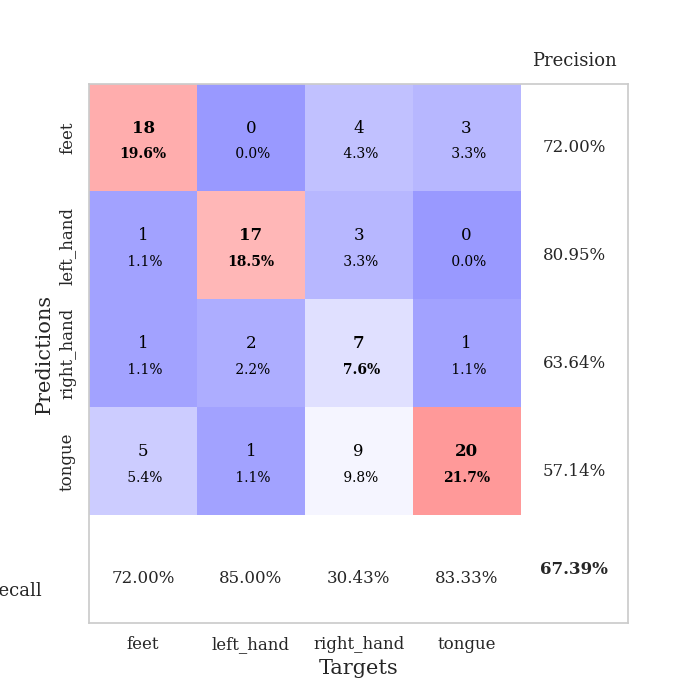 Precision
feet 18 0 4 3 72.00%
19.6% 0.0% 4.3% 3.3%
left_hand 1 17 3 0 80.95%
1.1% 18.5% 3.3% 0.0%
Predictions
right_hand 1 2 7 1 63.64%
1.1% 2.2% 7.6% 1.1%
tongue 5 1 9 20 57.14%
5.4% 1.1% 9.8% 21.7%
ecall 72.00% 85.00% 30.43% 83.33% 67.39%
feet left_hand right_hand tongue
Targets